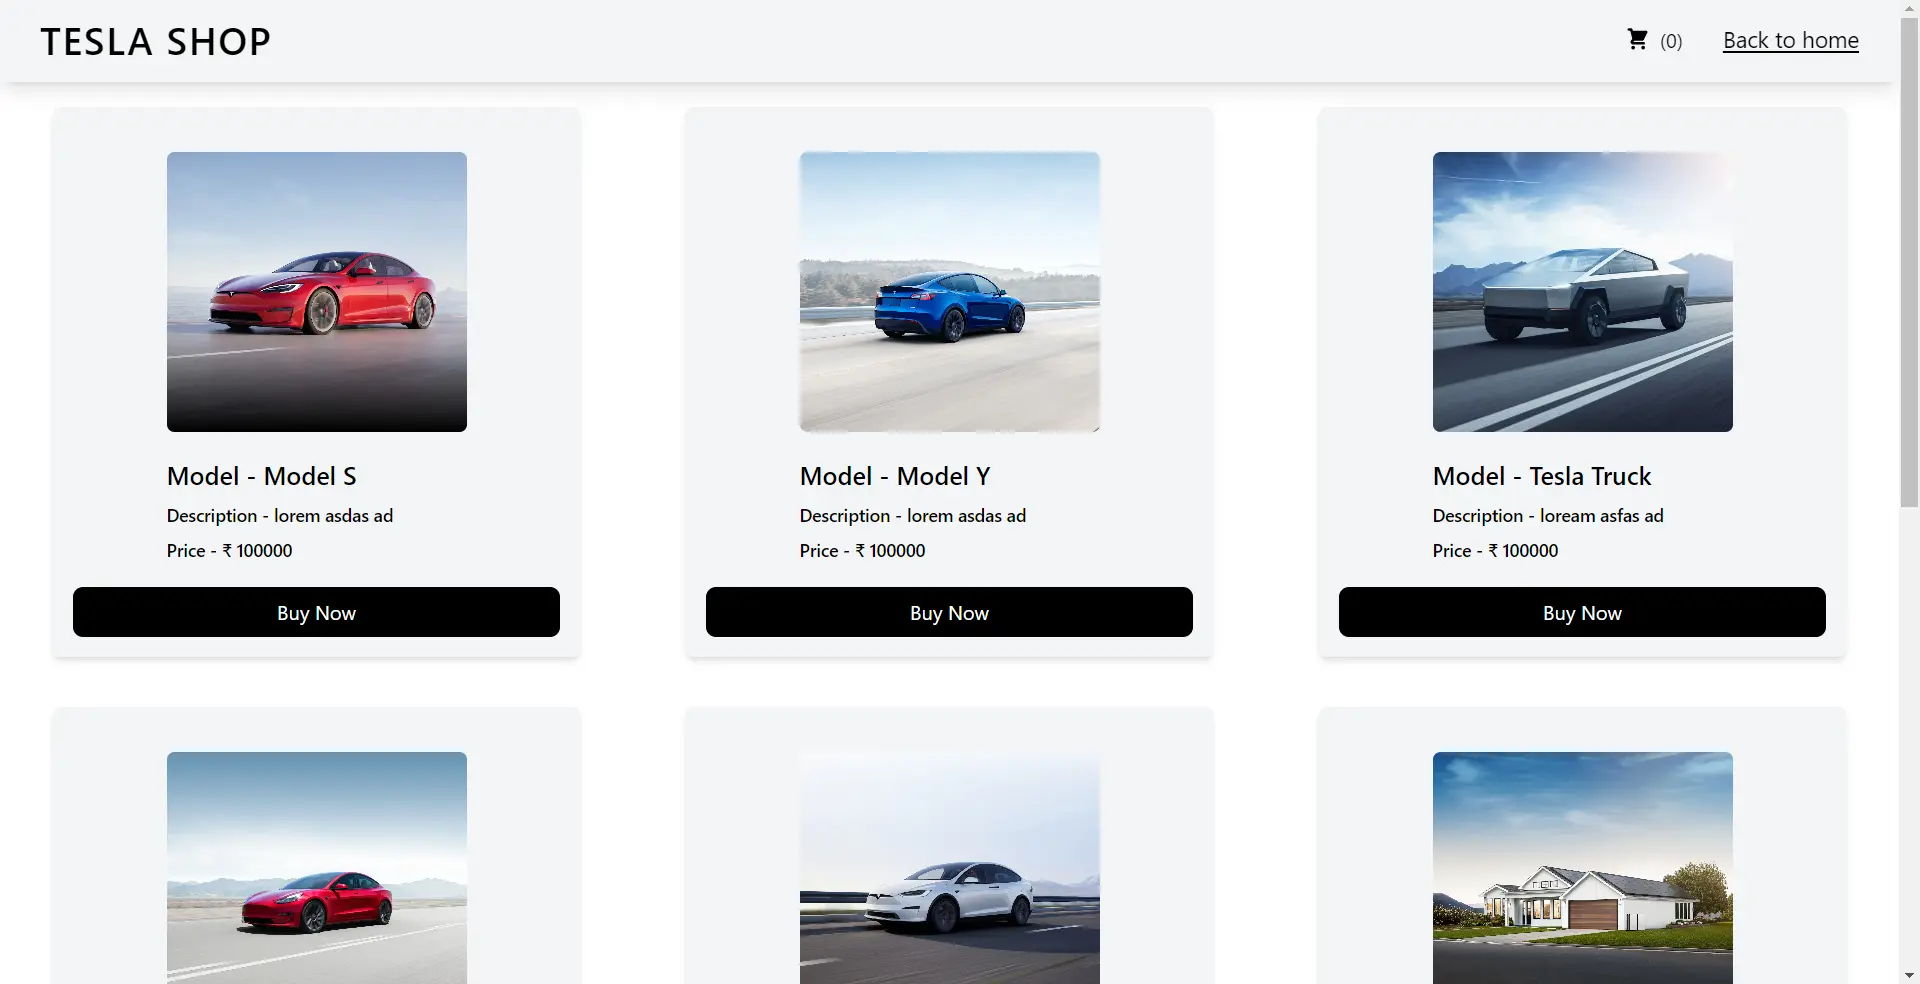 TESLA SHOP
(0)
Back to home
Model - Model S
Description - lorem asdas ad
Price - ₹ 100000
Buy Now
Model - Model Y
Description - lorem asdas ad
Price - ₹ 100000
Buy Now
Model - Tesla Truck
Description - loream asfas ad
Price - ₹ 100000
Buy Now